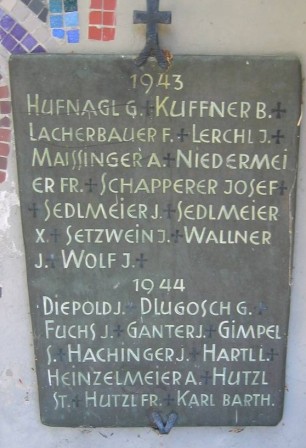 1943
HUFNAGL G.+KUFFNER B.+
LACHERBAUER F.+LERCHL J.+
MAISSINGER A+NIEDERMEI
ER FR.+SCHAPPERER JOSEF+
+SEDLMEIER J.+SEDLMEIER
X.+SETZWEIN J.+WALLNER
J.+WOLF J.+
1944
·DIEPOLD J.+DLUGOSCH G.+
FUCHS J.+GANTER J.+GIMPEL
S.+HACHINGER J.+HARTL L.+
HEINZELMEIER A.+HUTZL
ST.+HUTZL FR.+KARL BARTH.